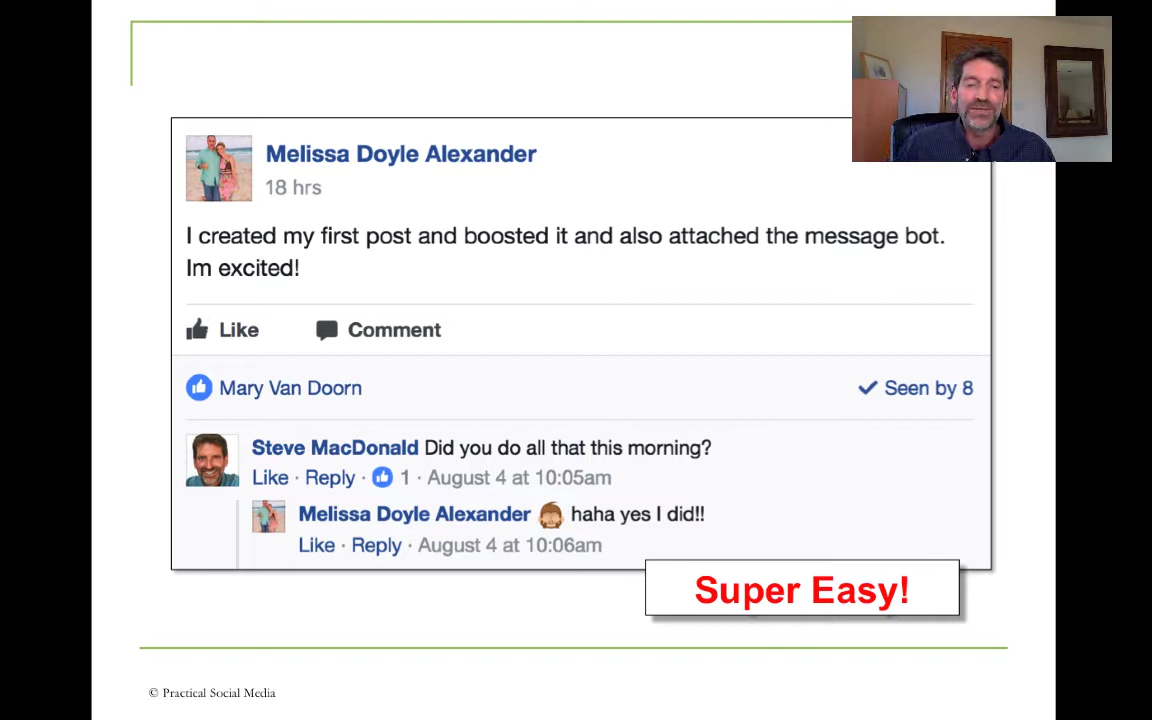 Melissa Doyle Alexander
18 hrs
I created my first post and boosted it and also attached the message bot.
Im excited!
Like Comment
Mary Van Doorn Seen by 8
Steve MacDonald Did you do all that this morning?
Like · Reply · 1 · August 4 at 10:05am
Melissa Doyle Alexander 🙈 haha yes I did!!
Like · Reply · August 4 at 10:06am
Super Easy!
© Practical Social Media